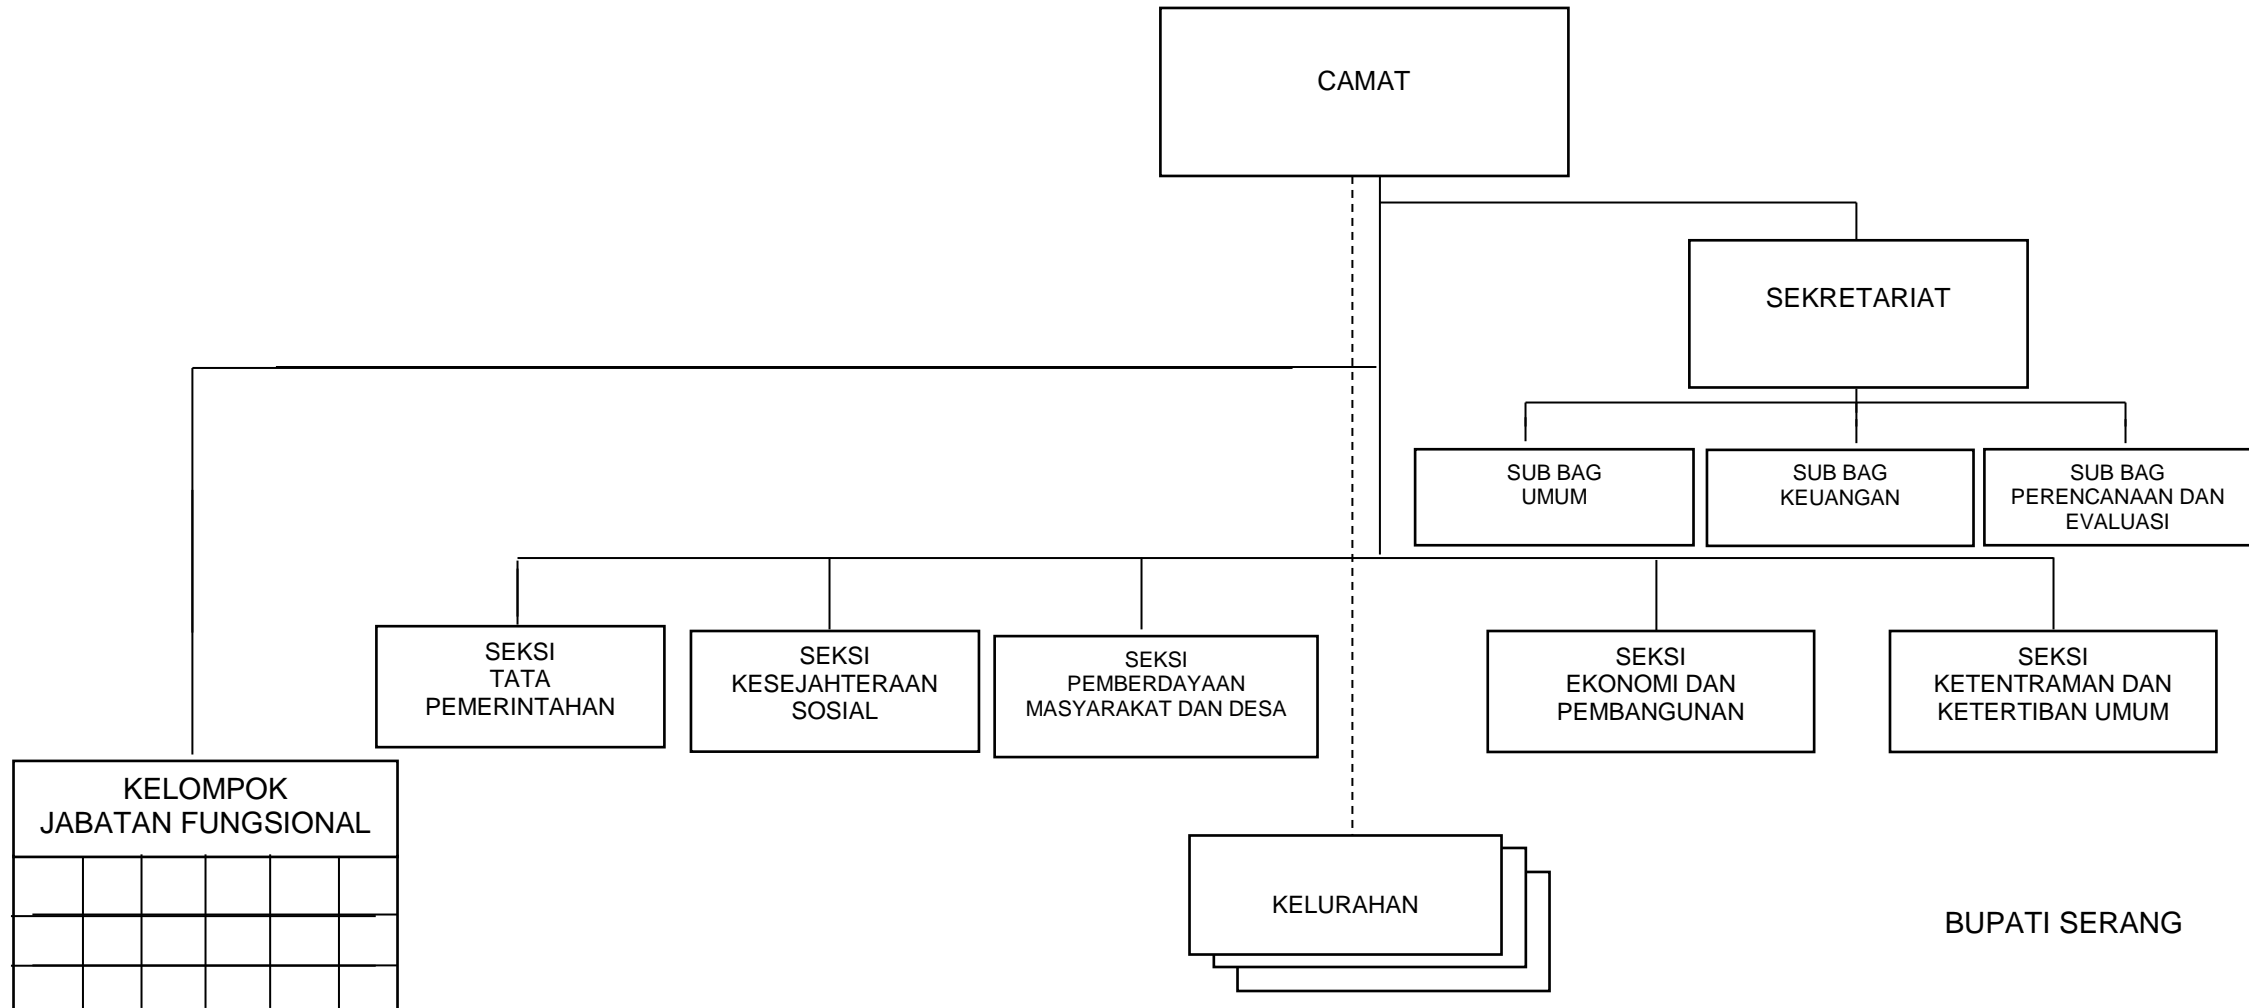 CAMAT
SEKRETARIAT
SUB BAG
UMUM
SUB BAG
KEUANGAN
SUB BAG
PERENCANAAN DAN
EVALUASI
SEKSI
TATA
PEMERINTAHAN
SEKSI
KESEJAHTERAAN
SOSIAL
SEKSI
PEMBERDAYAAN
MASYARAKAT DAN DESA
SEKSI
EKONOMI DAN
PEMBANGUNAN
SEKSI
KETENTRAMAN DAN
KETERTIBAN UMUM
KELOMPOK
JABATAN FUNGSIONAL
KELURAHAN
BUPATI SERANG